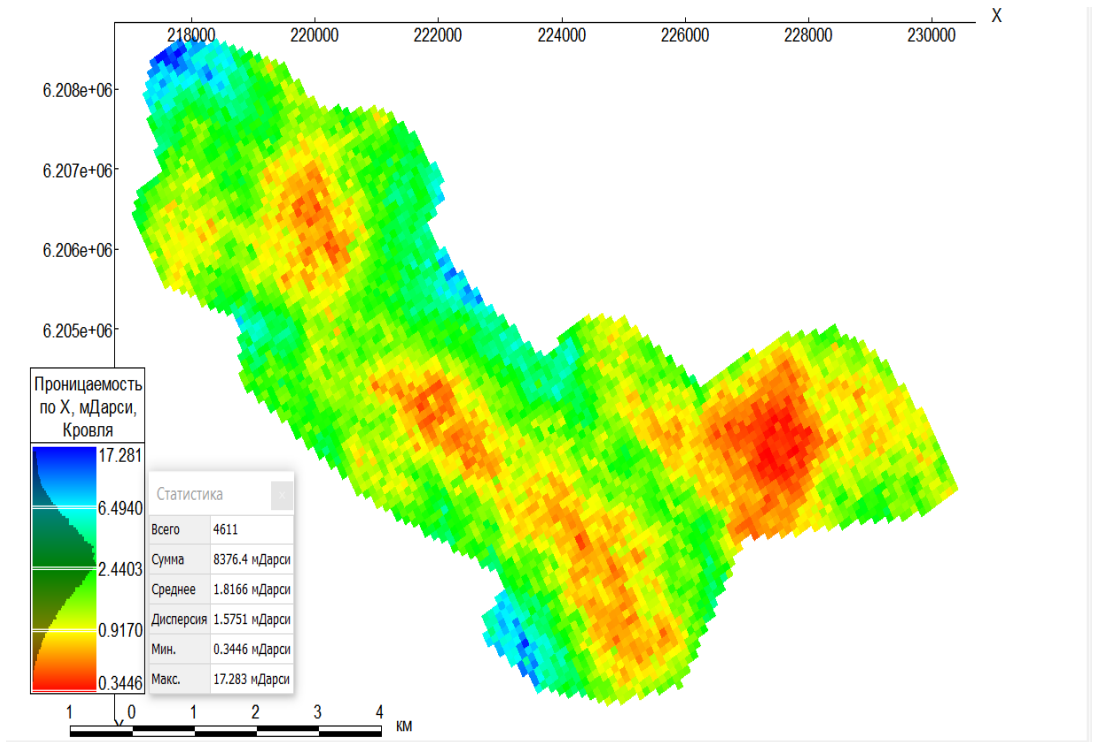 X
218000 220000 222000 224000 226000 228000 230000
6.208e+06
6.207e+06
6.206e+06
6.205e+06
Проницаемость
по X, мДарси,
Кровля
17.281
6.4940
2.4403
0.9170
0.3446
Статистика
Всего 4611
Сумма 8376.4 мДарси
Среднее 1.8166 мДарси
Дисперсия 1.5751 мДарси
Мин. 0.3446 мДарси
Макс. 17.283 мДарси
1 0 1 2 3 4 км